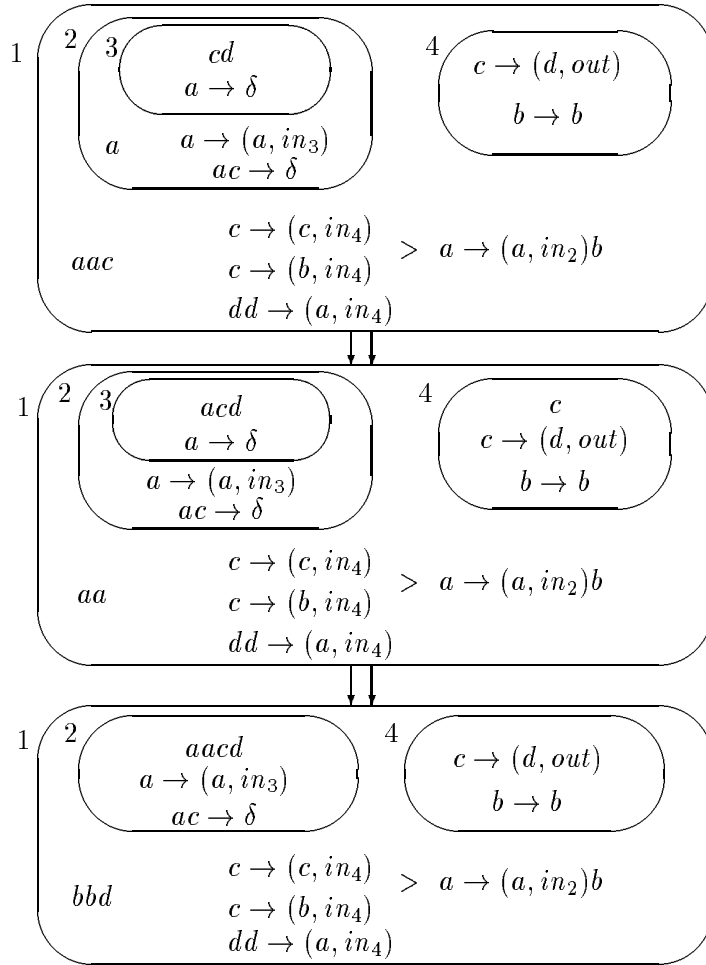 1 2 3 cd 4 c → (d, out)
a → δ
b → b
a a → (a, in₃)
ac → δ
c → (c, in₄)
aac c → (b, in₄) > a → (a, in₂)b
dd → (a, in₄)
1 2 3 acd 4 c
a → δ c → (d, out)
a → (a, in₃) b → b
ac → δ
c → (c, in₄)
aa c → (b, in₄) > a → (a, in₂)b
dd → (a, in₄)
1 2 aacd 4 c → (d, out)
a → (a, in₃)
ac → δ b → b
c → (c, in₄)
bbd c → (b, in₄) > a → (a, in₂)b
dd → (a, in₄)